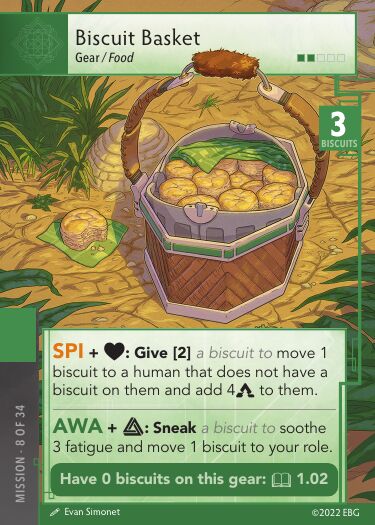 Biscuit Basket
Gear / Food
3
BISCUITS
SPI + : Give [2] a biscuit to move 1
biscuit to a human that does not have a
biscuit on them and add 4 to them.
AWA + : Sneak a biscuit to soothe
3 fatigue and move 1 biscuit to your role.
Have 0 biscuits on this gear: 1.02
MISSION - 8 OF 34
Evan Simonet
©2022 EBG